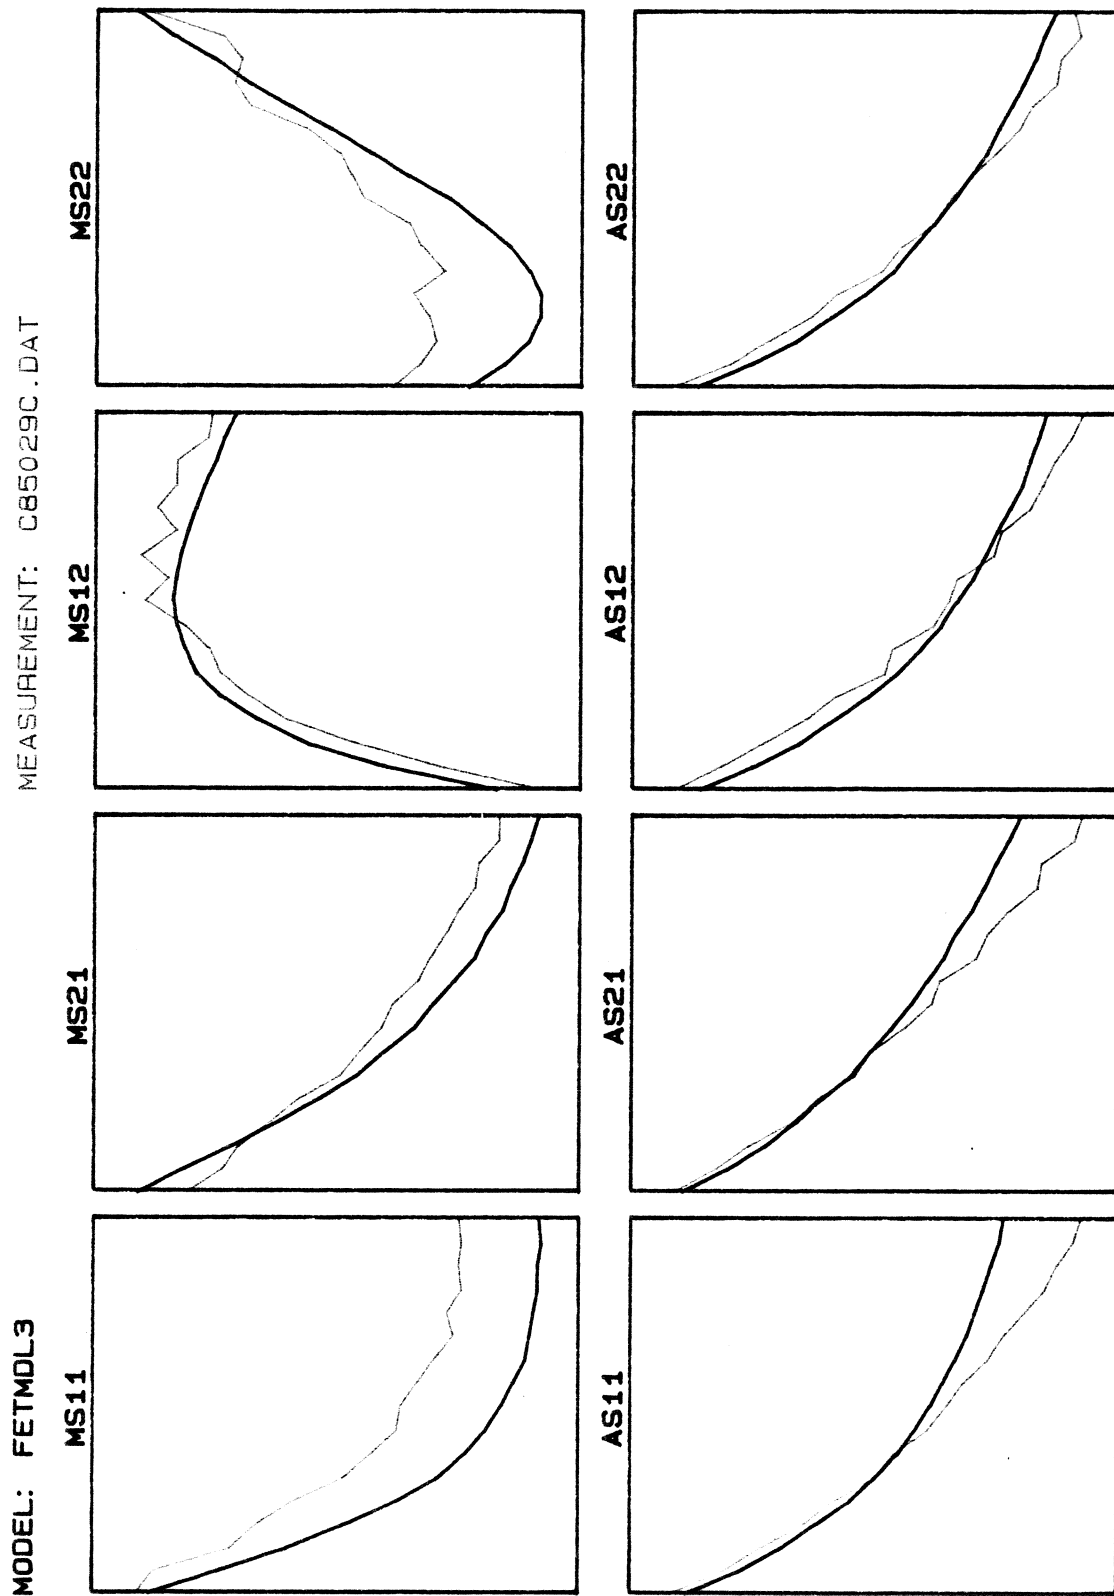 MODEL: FETMDL3
MEASUREMENT: C85029C.DAT
MS11
MS21
MS12
MS22
AS11
AS21
AS12
AS22